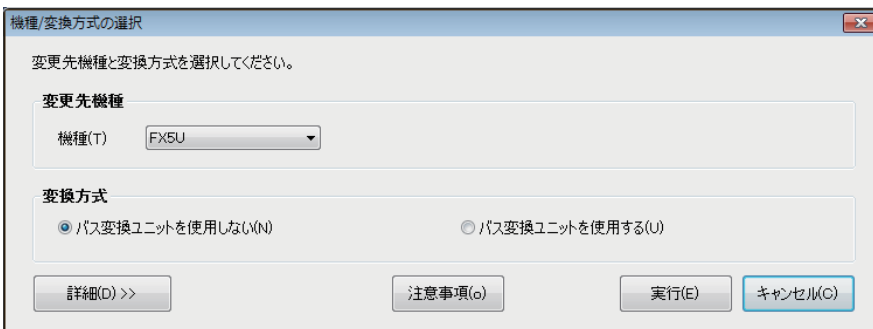 機種/変換方式の選択
変更先機種と変換方式を選択してください。
変更先機種
機種(T) FX5U
変換方式
バス変換ユニットを使用しない(N) バス変換ユニットを使用する(U)
詳細(D) >> 注意事項(o) 実行(E) キャンセル(C)